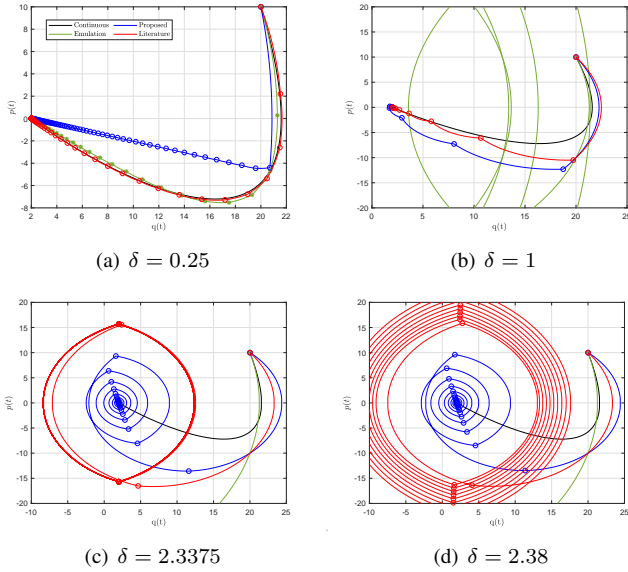 Continuous Proposed
Emulation Literature
10
8
6
4
2
0
-2
-4
-6
-8
p(t)
2 4 6 8 10 12 14 16 18 20 22
q(t)
(a) δ = 0.25
20
15
10
5
0
-5
-10
-15
-20
p(t)
0 5 10 15 20 25
q(t)
(b) δ = 1
20
15
10
5
0
-5
-10
-15
-20
p(t)
-10 -5 0 5 10 15 20 25
q(t)
(c) δ = 2.3375
20
15
10
5
0
-5
-10
-15
-20
p(t)
-10 -5 0 5 10 15 20 25
q(t)
(d) δ = 2.38